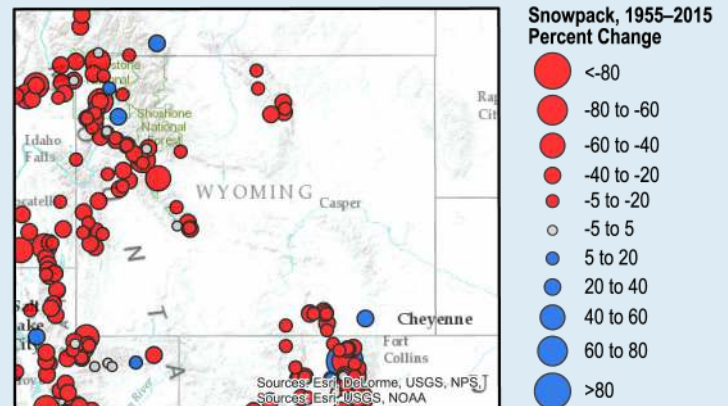 Snowpack, 1955–2015
Percent Change
<-80
-80 to -60
-60 to -40
-40 to -20
-5 to -20
-5 to 5
5 to 20
20 to 40
40 to 60
60 to 80
>80
Shoshone
National
Forest
Idaho
Falls
WYOMING
Casper
N
T
A
Cheyenne
Fort
Collins
River
U
Sources: Esri, DeLorme, USGS, NPS,
Sources: Esri, USGS, NOAA